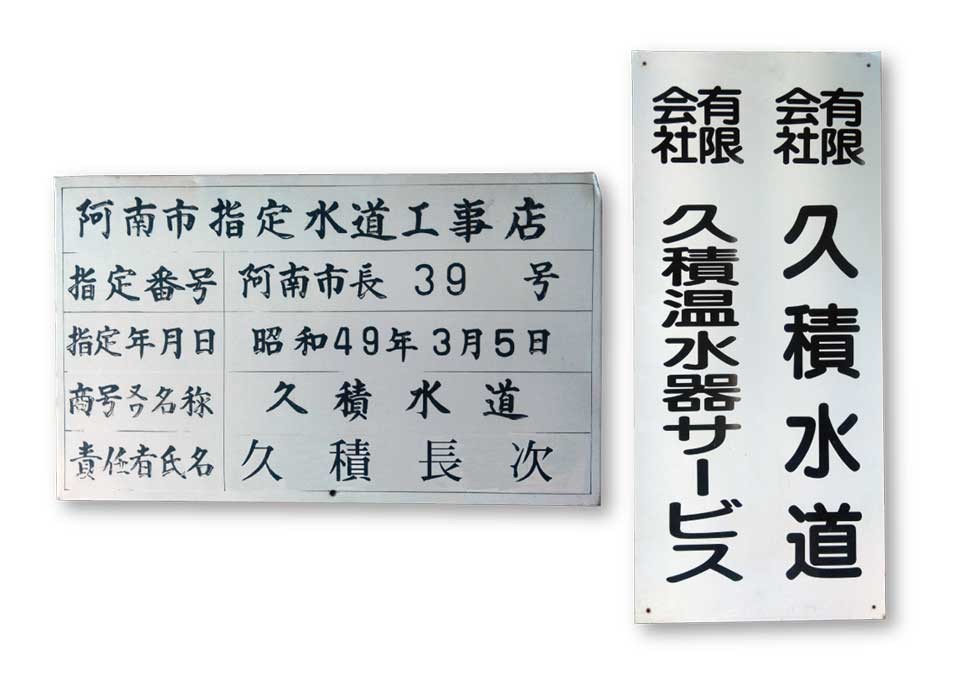 阿南市指定水道工事店
指定番号 阿南市長 39 号
指定年月日 昭和49年3月5日
商号又ハ名称 久積水道
責任者氏名 久積長次
有限会社 久積水道
有限会社 久積温水器サービス